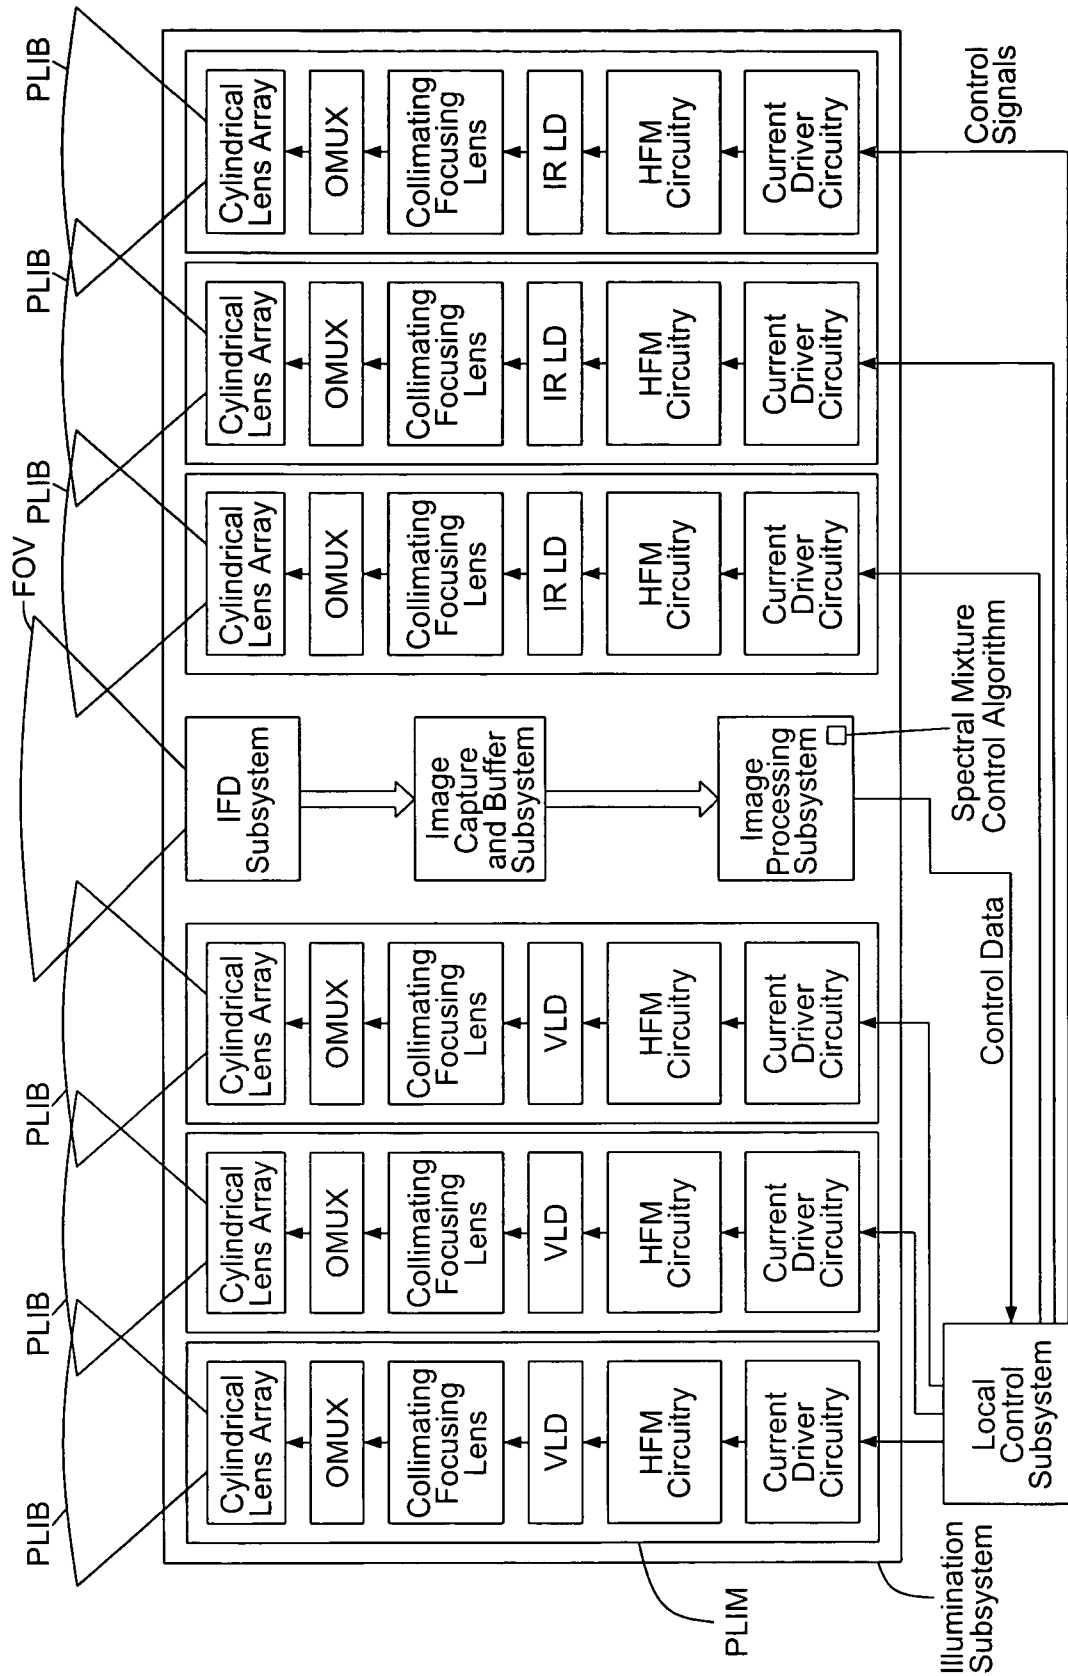 PLIB
PLIB
PLIB
FOV
PLIB
PLIB
PLIB
Cylindrical
Lens Array
OMUX
Collimating
Focusing
Lens
VLD
HFM
Circuitry
Current
Driver
Circuitry
Cylindrical
Lens Array
OMUX
Collimating
Focusing
Lens
VLD
HFM
Circuitry
Current
Driver
Circuitry
Cylindrical
Lens Array
OMUX
Collimating
Focusing
Lens
VLD
HFM
Circuitry
Current
Driver
Circuitry
IFD
Subsystem
Image
Capture
and Buffer
Subsystem
Image
Processing
Subsystem
Cylindrical
Lens Array
OMUX
Collimating
Focusing
Lens
IR LD
HFM
Circuitry
Current
Driver
Circuitry
Cylindrical
Lens Array
OMUX
Collimating
Focusing
Lens
IR LD
HFM
Circuitry
Current
Driver
Circuitry
Cylindrical
Lens Array
OMUX
Collimating
Focusing
Lens
IR LD
HFM
Circuitry
Current
Driver
Circuitry
PLIM
Illumination
Subsystem
Local
Control
Subsystem
Control Data
Spectral Mixture
Control Algorithm
Control
Signals